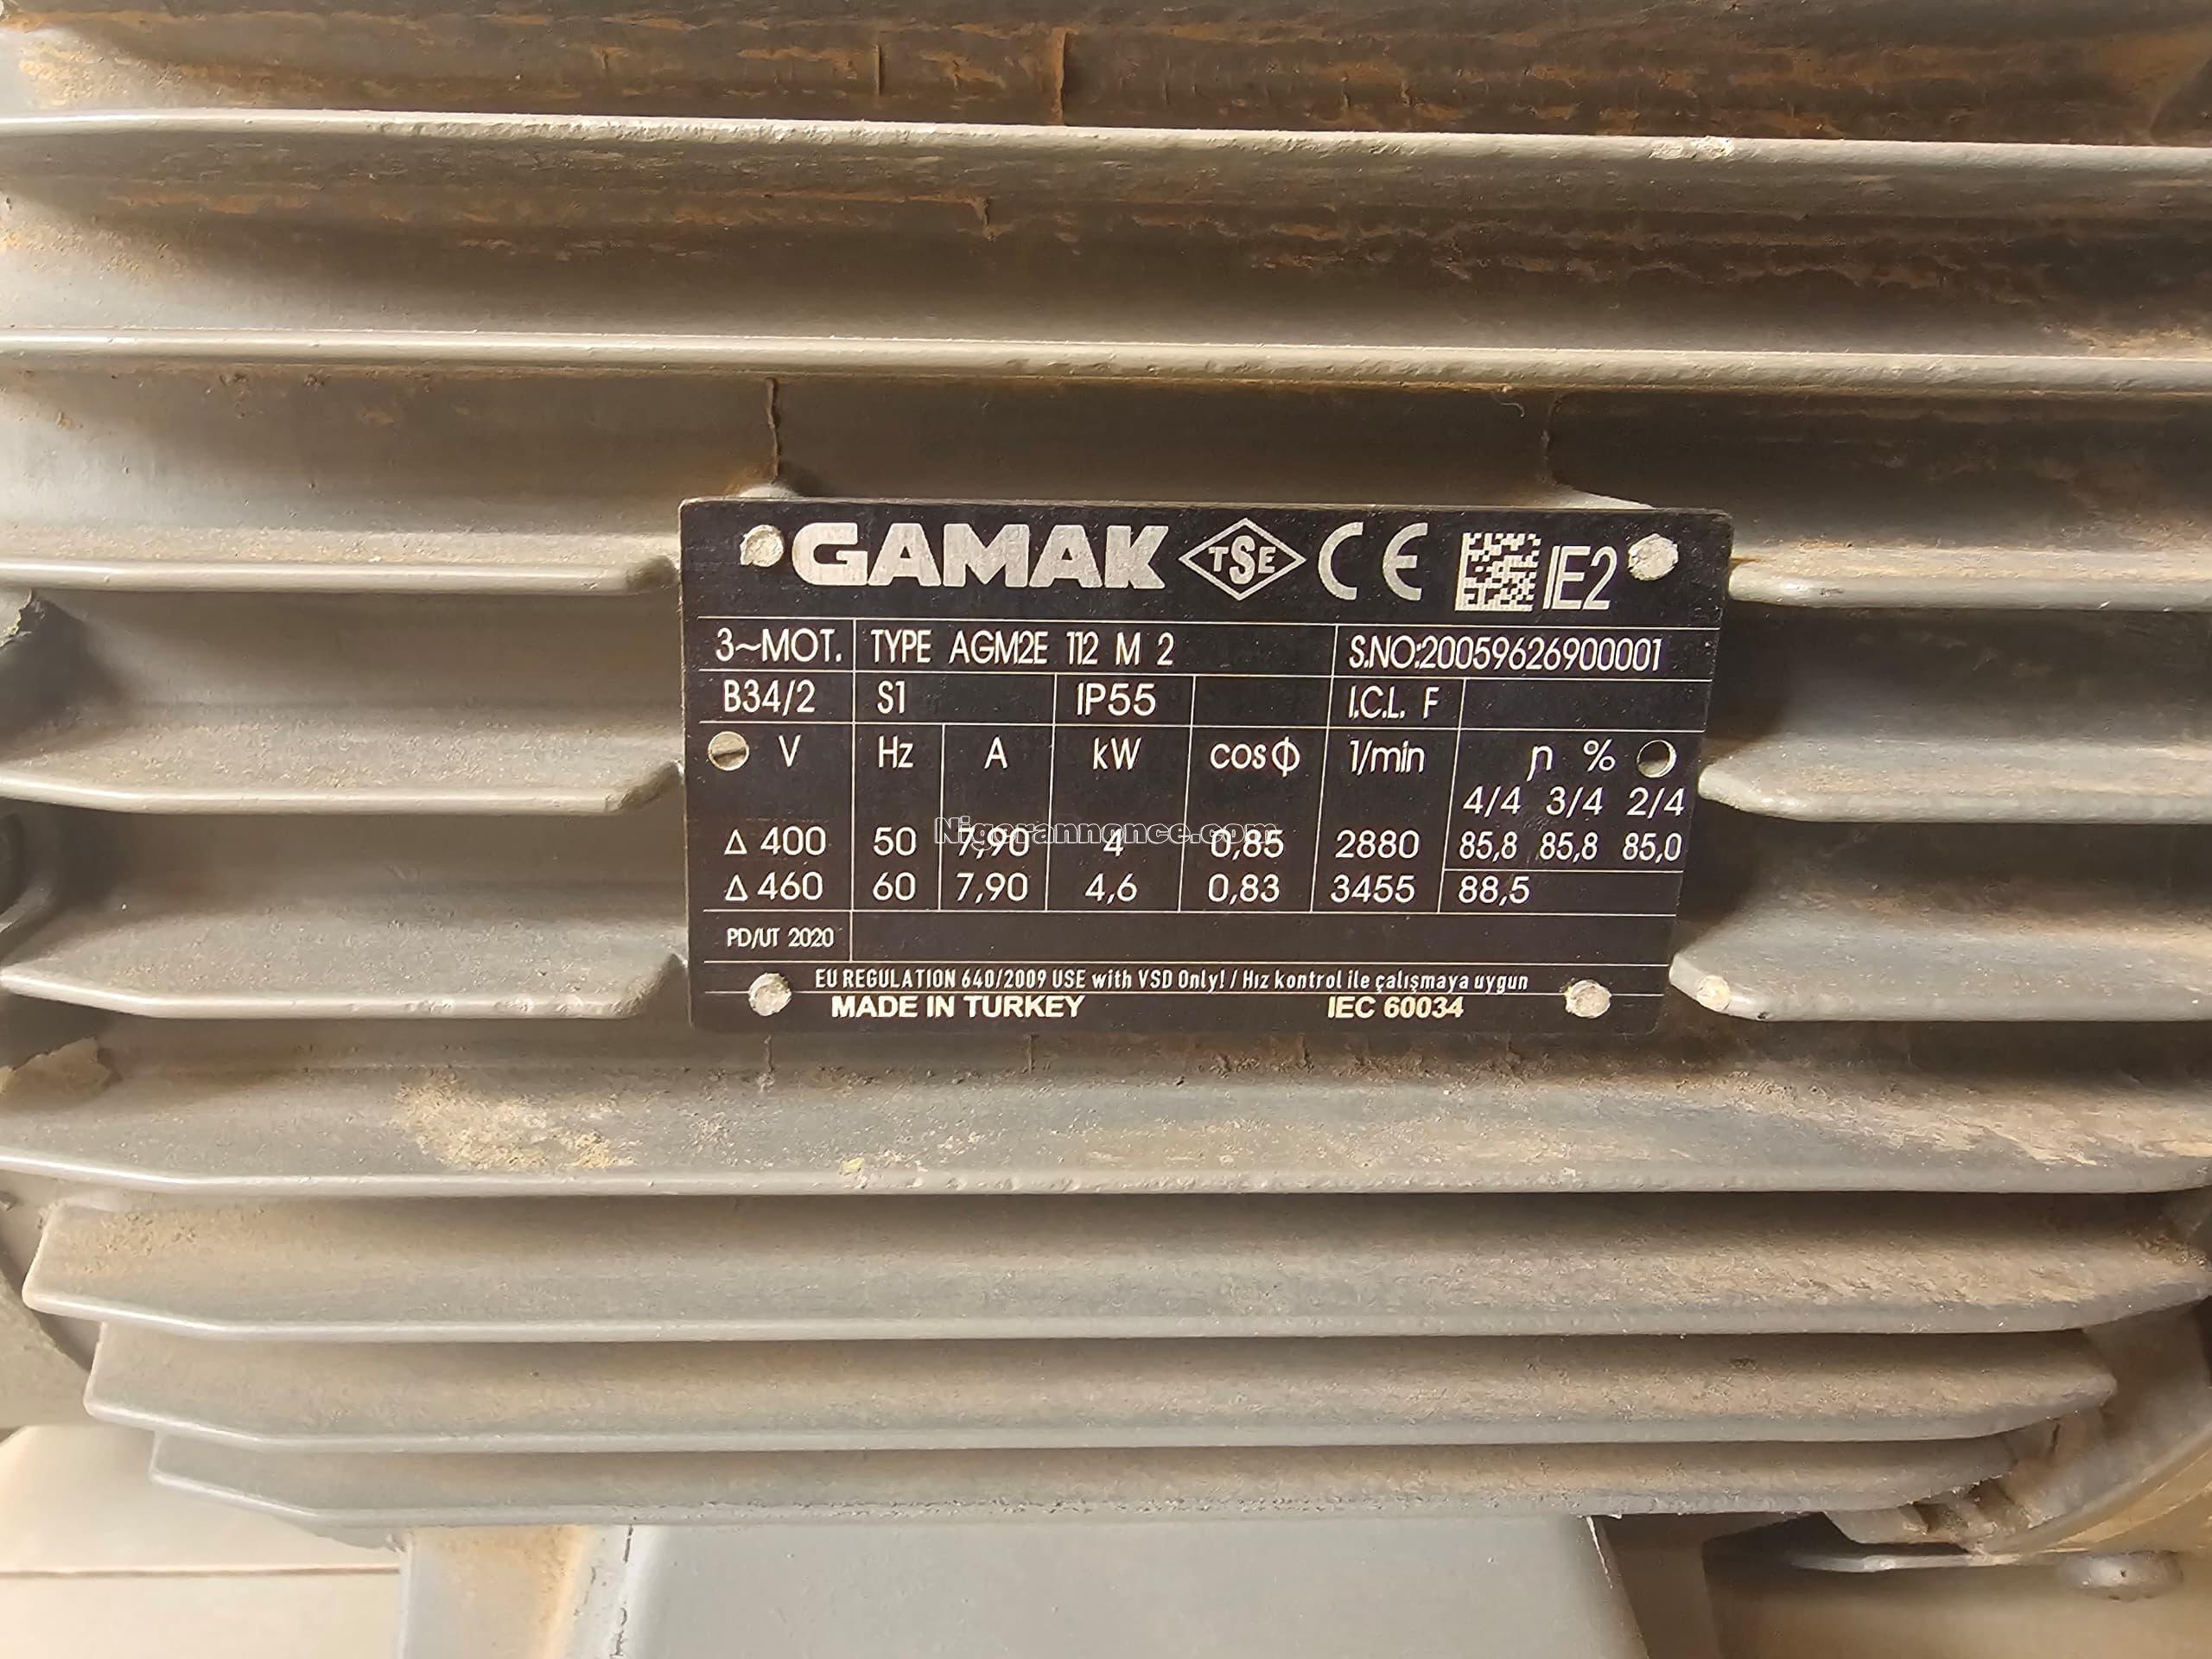 GAMAK TSE CE IE2
3~MOT. TYPE AGM2E 112 M 2 S.NO:20059626900001
B34/2 S1 IP55 I.CL. F
V Hz A kW cosΦ 1/min η %
4/4 3/4 2/4
Δ 400 50 7,90 4 0,85 2880 85,8 85,8 85,0
Nigerannonce.com
Δ 460 60 7,90 4,6 0,83 3455 88,5
PD/UT 2020
EU REGULATION 640/2009 USE with VSD Only! / Hız kontrol ile çalışmaya uygun
MADE IN TURKEY IEC 60034